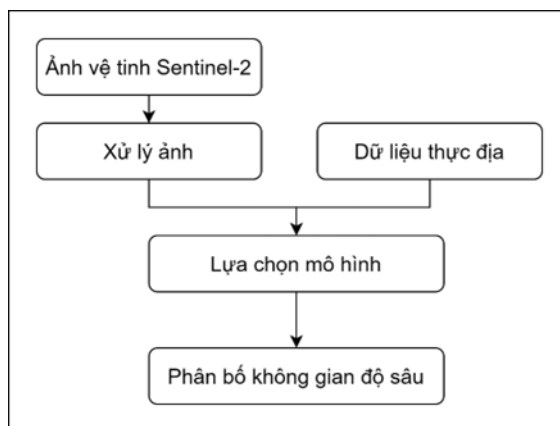 Ảnh vệ tinh Sentinel-2
Xử lý ảnh
Dữ liệu thực địa
Lựa chọn mô hình
Phân bố không gian độ sâu